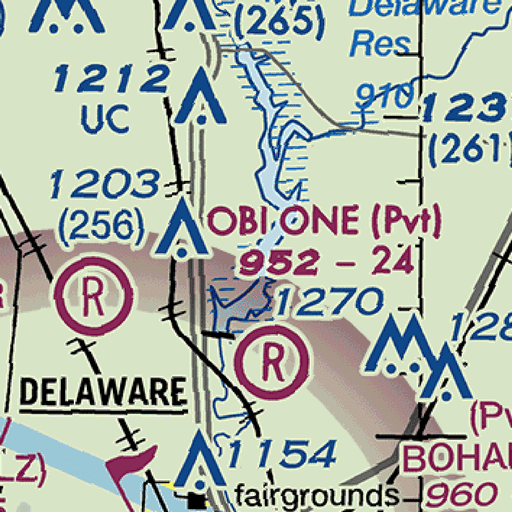 (265)
Delaware
Res
910
1212
UC
123
(261)
1203
(256)
OBI ONE (Pvt)
952 - 24
R
R
1270
128
R
DELAWARE
(Pv
LZ)
1154
BOHA
fairgrounds
960